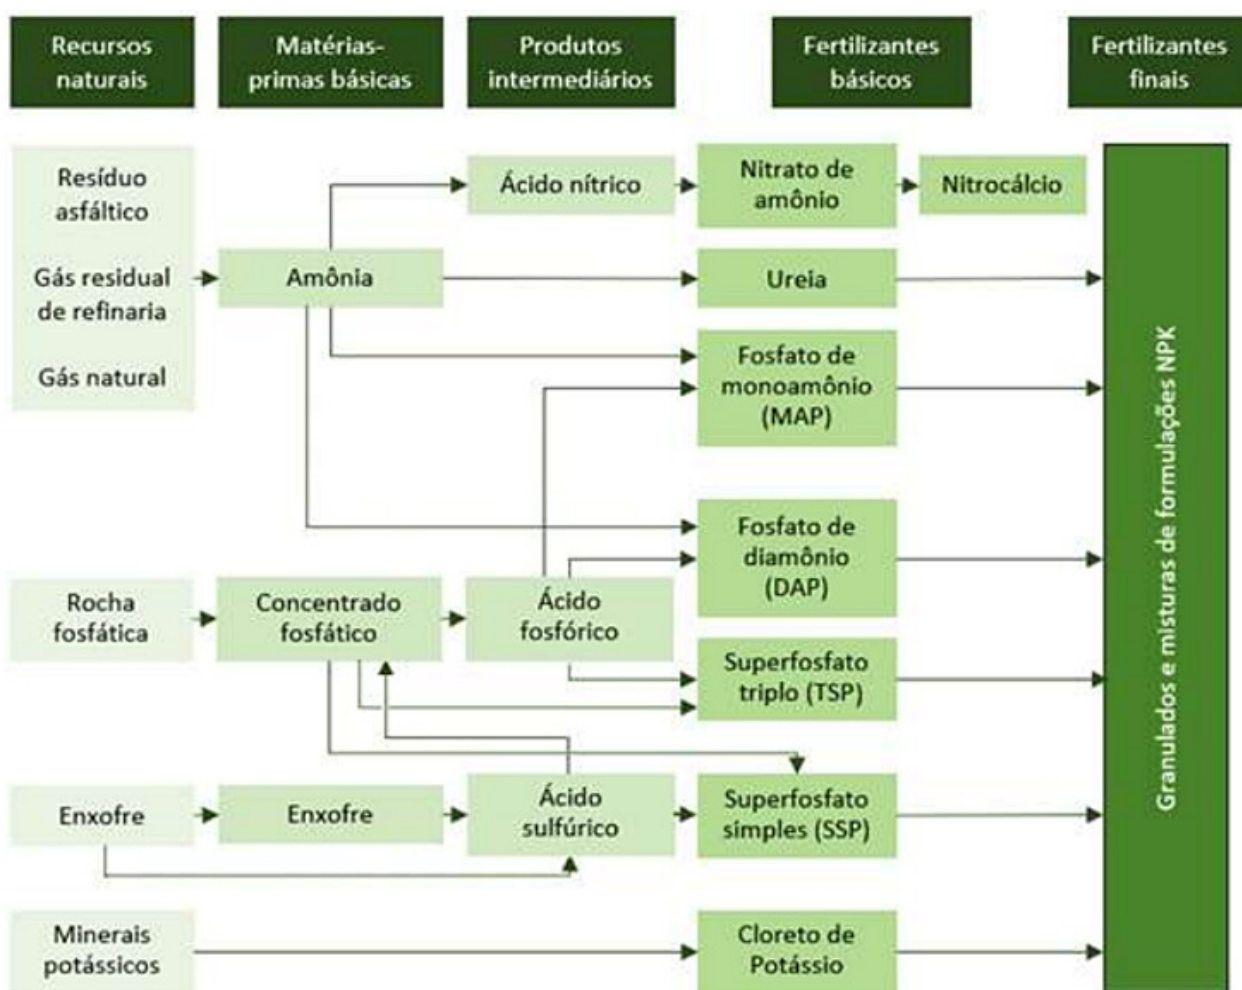 Recursos
naturais
Matérias-
primas básicas
Produtos
intermediários
Fertilizantes
básicos
Fertilizantes
finais
Resíduo
asfáltico
Gás residual
de refinaria
Gás natural
Amônia
Ácido nítrico
Nitrato de
amônio
Nitrocálcio
Ureia
Fosfato de
monoamônio
(MAP)
Fosfato de
diamônio
(DAP)
Rocha
fosfática
Concentrado
fosfático
Ácido
fosfórico
Superfosfato
triplo (TSP)
Enxofre
Enxofre
Ácido
sulfúrico
Superfosfato
simples (SSP)
Minerais
potássicos
Cloreto de
Potássio
Granulados e misturas de formulações NPK